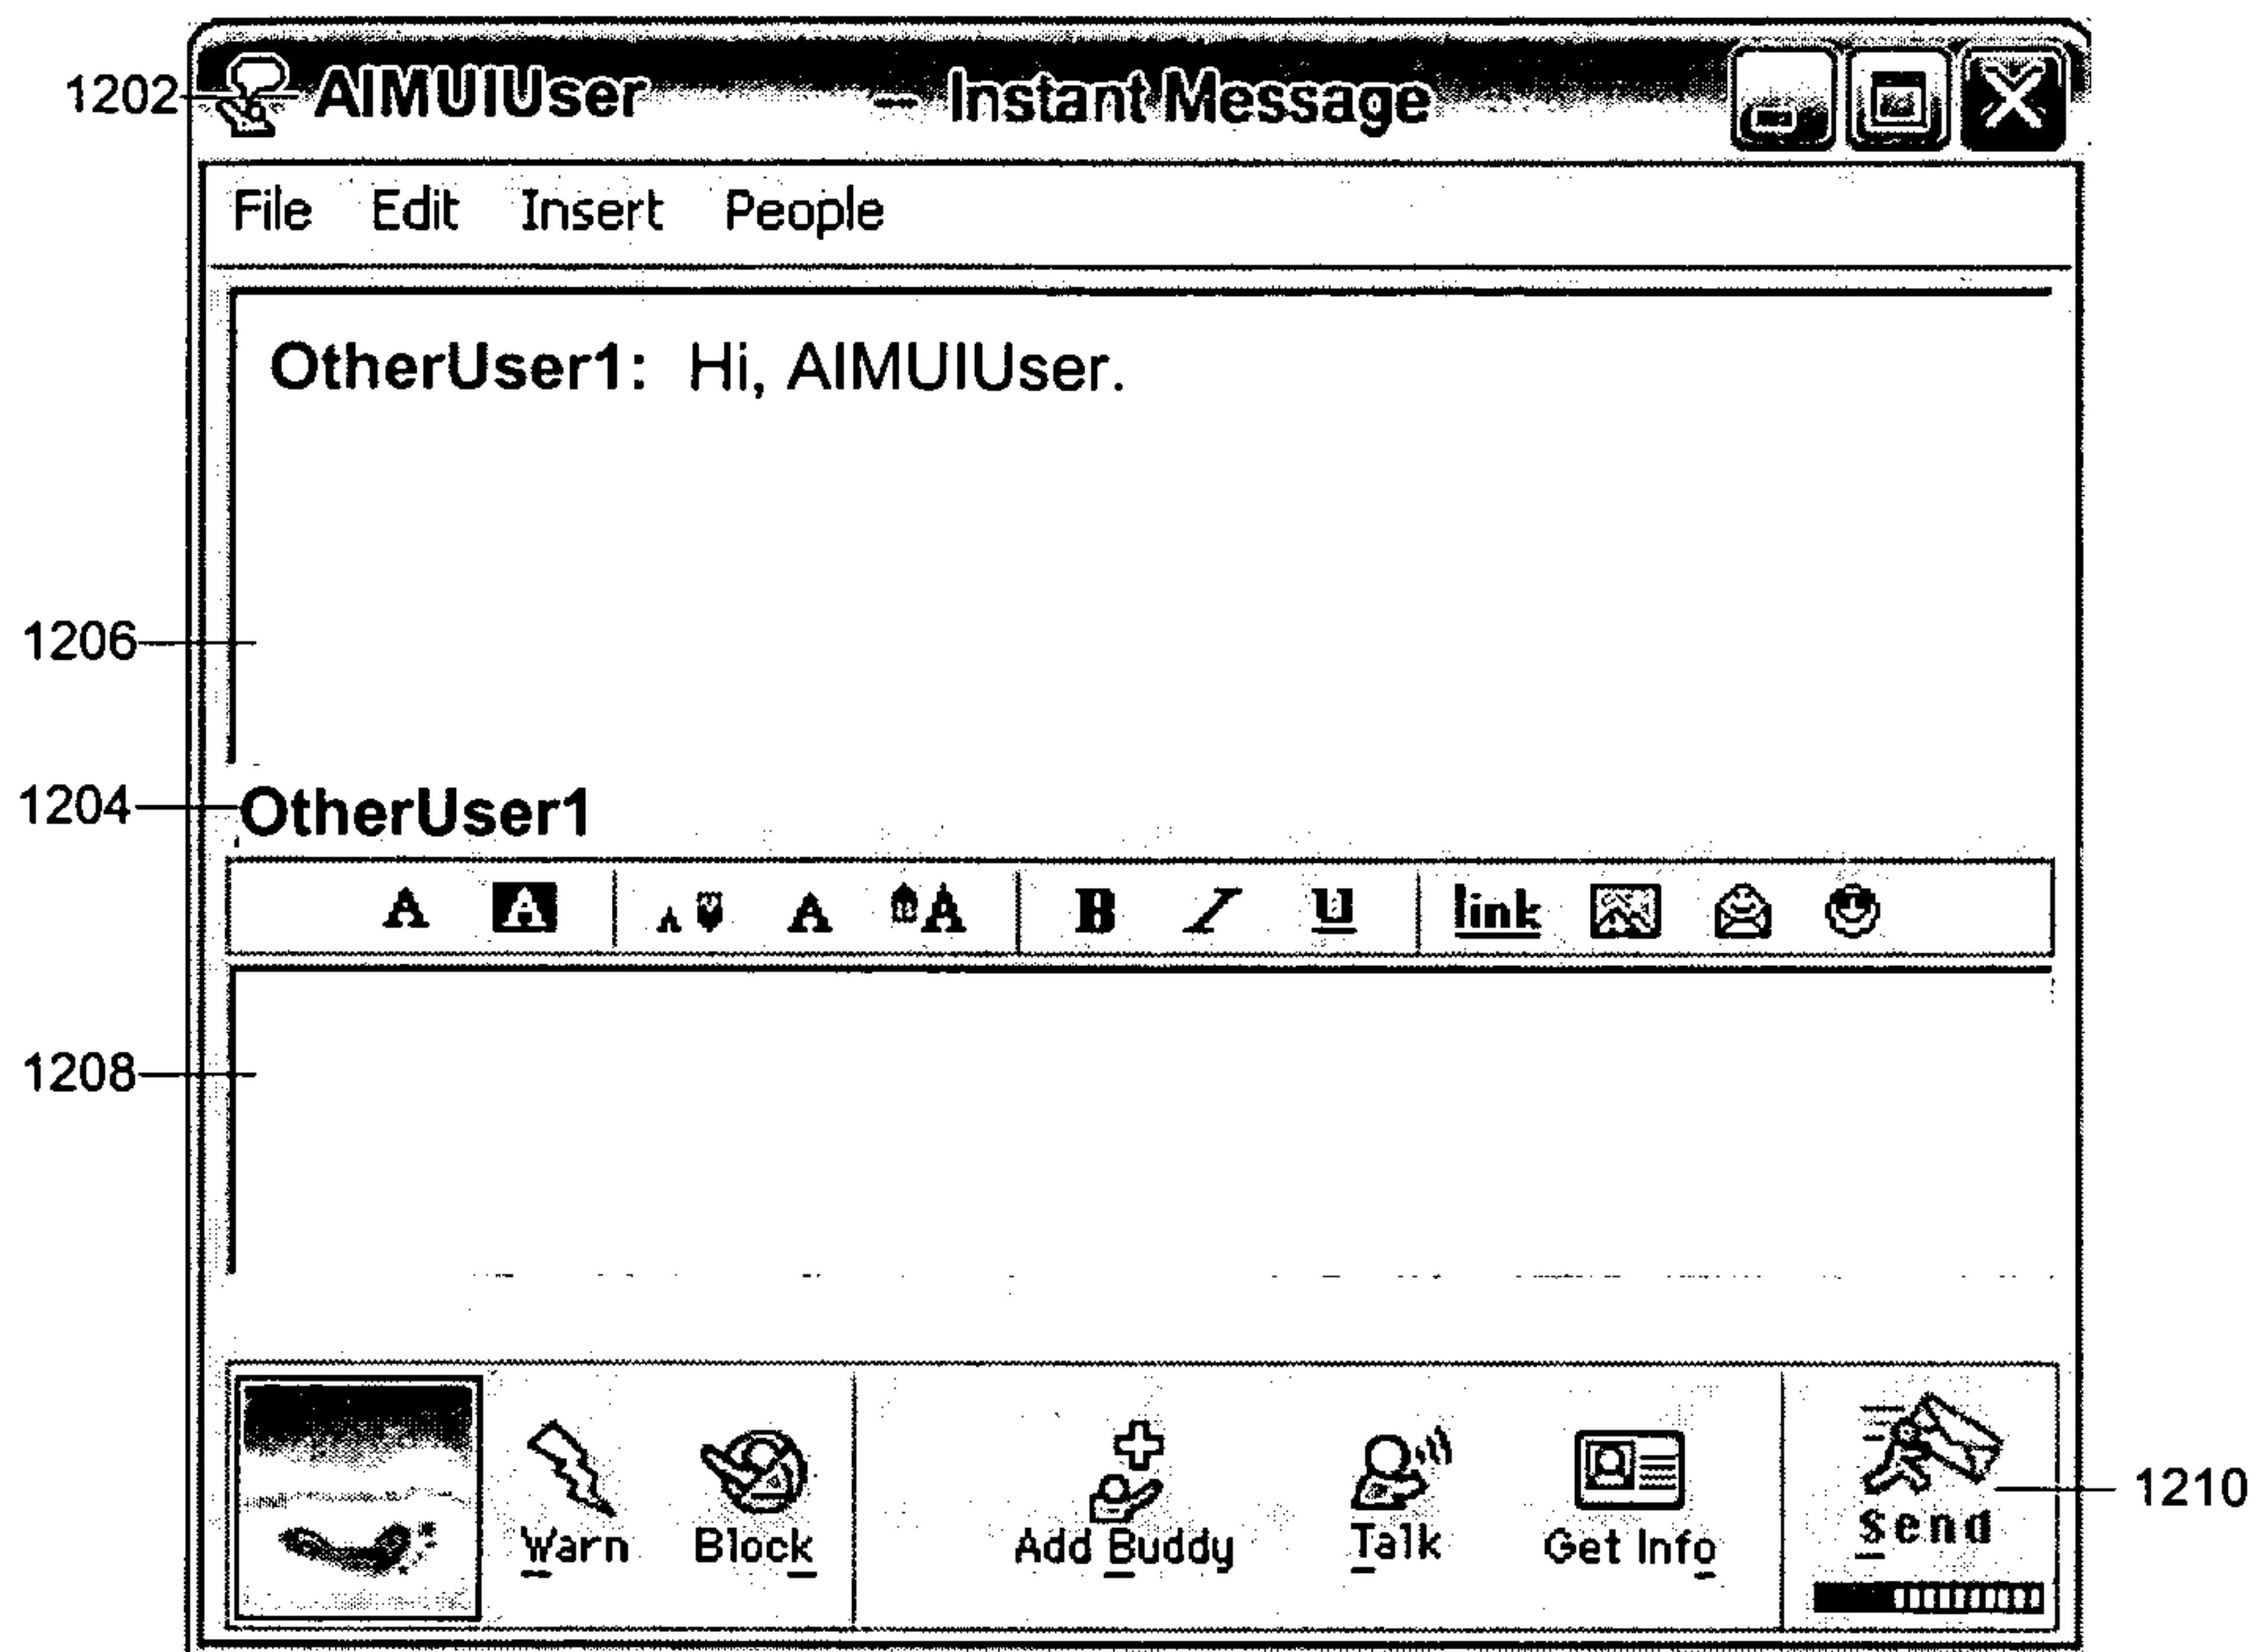 1202 AIMUIUser – Instant Message
File Edit Insert People
OtherUser1: Hi, AIMUIUser.
1206
1204 OtherUser1
A A A A A B I U link
1208
Warn Block Add Buddy Talk Get Info Send
1210